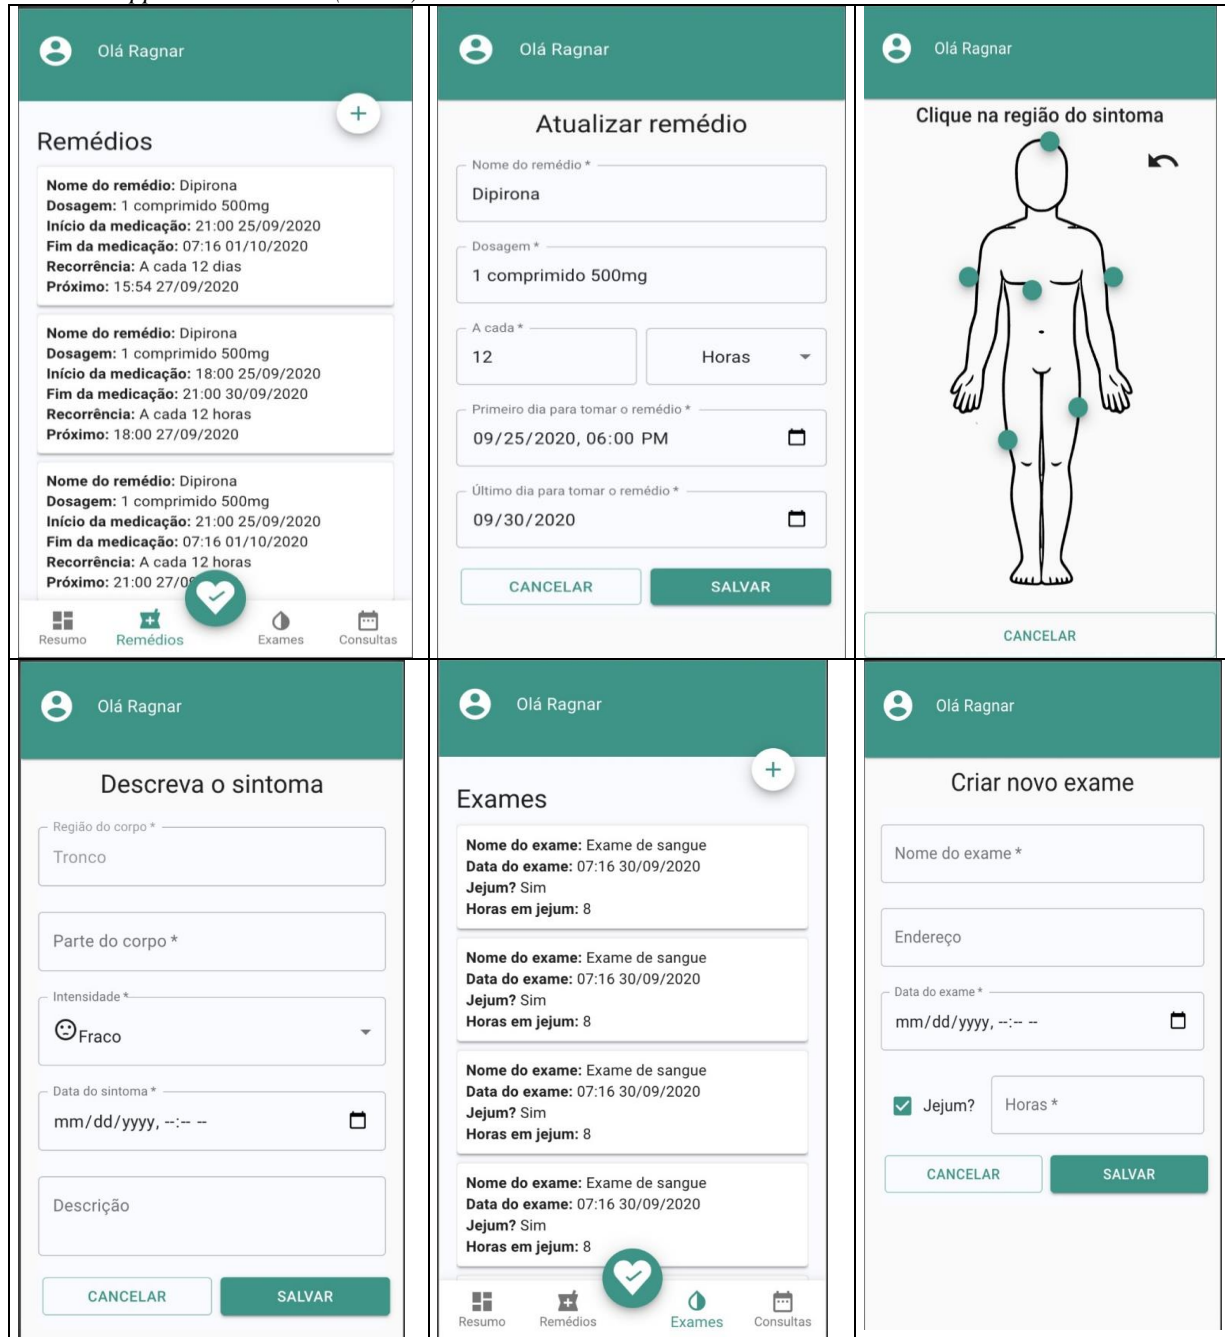 Olá Ragnar
+
Remédios
Nome do remédio: Dipirona
Dosagem: 1 comprimido 500mg
Início da medicação: 21:00 25/09/2020
Fim da medicação: 07:16 01/10/2020
Recorrência: A cada 12 dias
Próximo: 15:54 27/09/2020
Nome do remédio: Dipirona
Dosagem: 1 comprimido 500mg
Início da medicação: 18:00 25/09/2020
Fim da medicação: 21:00 30/09/2020
Recorrência: A cada 12 horas
Próximo: 18:00 27/09/2020
Nome do remédio: Dipirona
Dosagem: 1 comprimido 500mg
Início da medicação: 21:00 25/09/2020
Fim da medicação: 07:16 01/10/2020
Recorrência: A cada 12 horas
Próximo: 21:00
Resumo Remédios Exames Consultas
Olá Ragnar
Atualizar remédio
Nome do remédio *
Dipirona
Dosagem *
1 comprimido 500mg
A cada *
12 Horas
Primeiro dia para tomar o remédio *
09/25/2020, 06:00 PM
Último dia para tomar o remédio *
09/30/2020
CANCELAR SALVAR
Olá Ragnar
Clique na região do sintoma
CANCELAR
Olá Ragnar
Descreva o sintoma
Região do corpo *
Tronco
Parte do corpo *
Intensidade *
Fraco
Data do sintoma *
mm/dd/yyyy, --:-- --
Descrição
CANCELAR SALVAR
Olá Ragnar
+
Exames
Nome do exame: Exame de sangue
Data do exame: 07:16 30/09/2020
Jejum? Sim
Horas em jejum: 8
Nome do exame: Exame de sangue
Data do exame: 07:16 30/09/2020
Jejum? Sim
Horas em jejum: 8
Nome do exame: Exame de sangue
Data do exame: 07:16 30/09/2020
Jejum? Sim
Horas em jejum: 8
Nome do exame: Exame de sangue
Data do exame: 07:16 30/09/2020
Jejum? Sim
Horas em jejum: 8
Resumo Remédios Exames Consultas
Olá Ragnar
Criar novo exame
Nome do exame *
Endereço
Data do exame *
mm/dd/yyyy, --:-- --
Jejum? Horas *
CANCELAR SALVAR